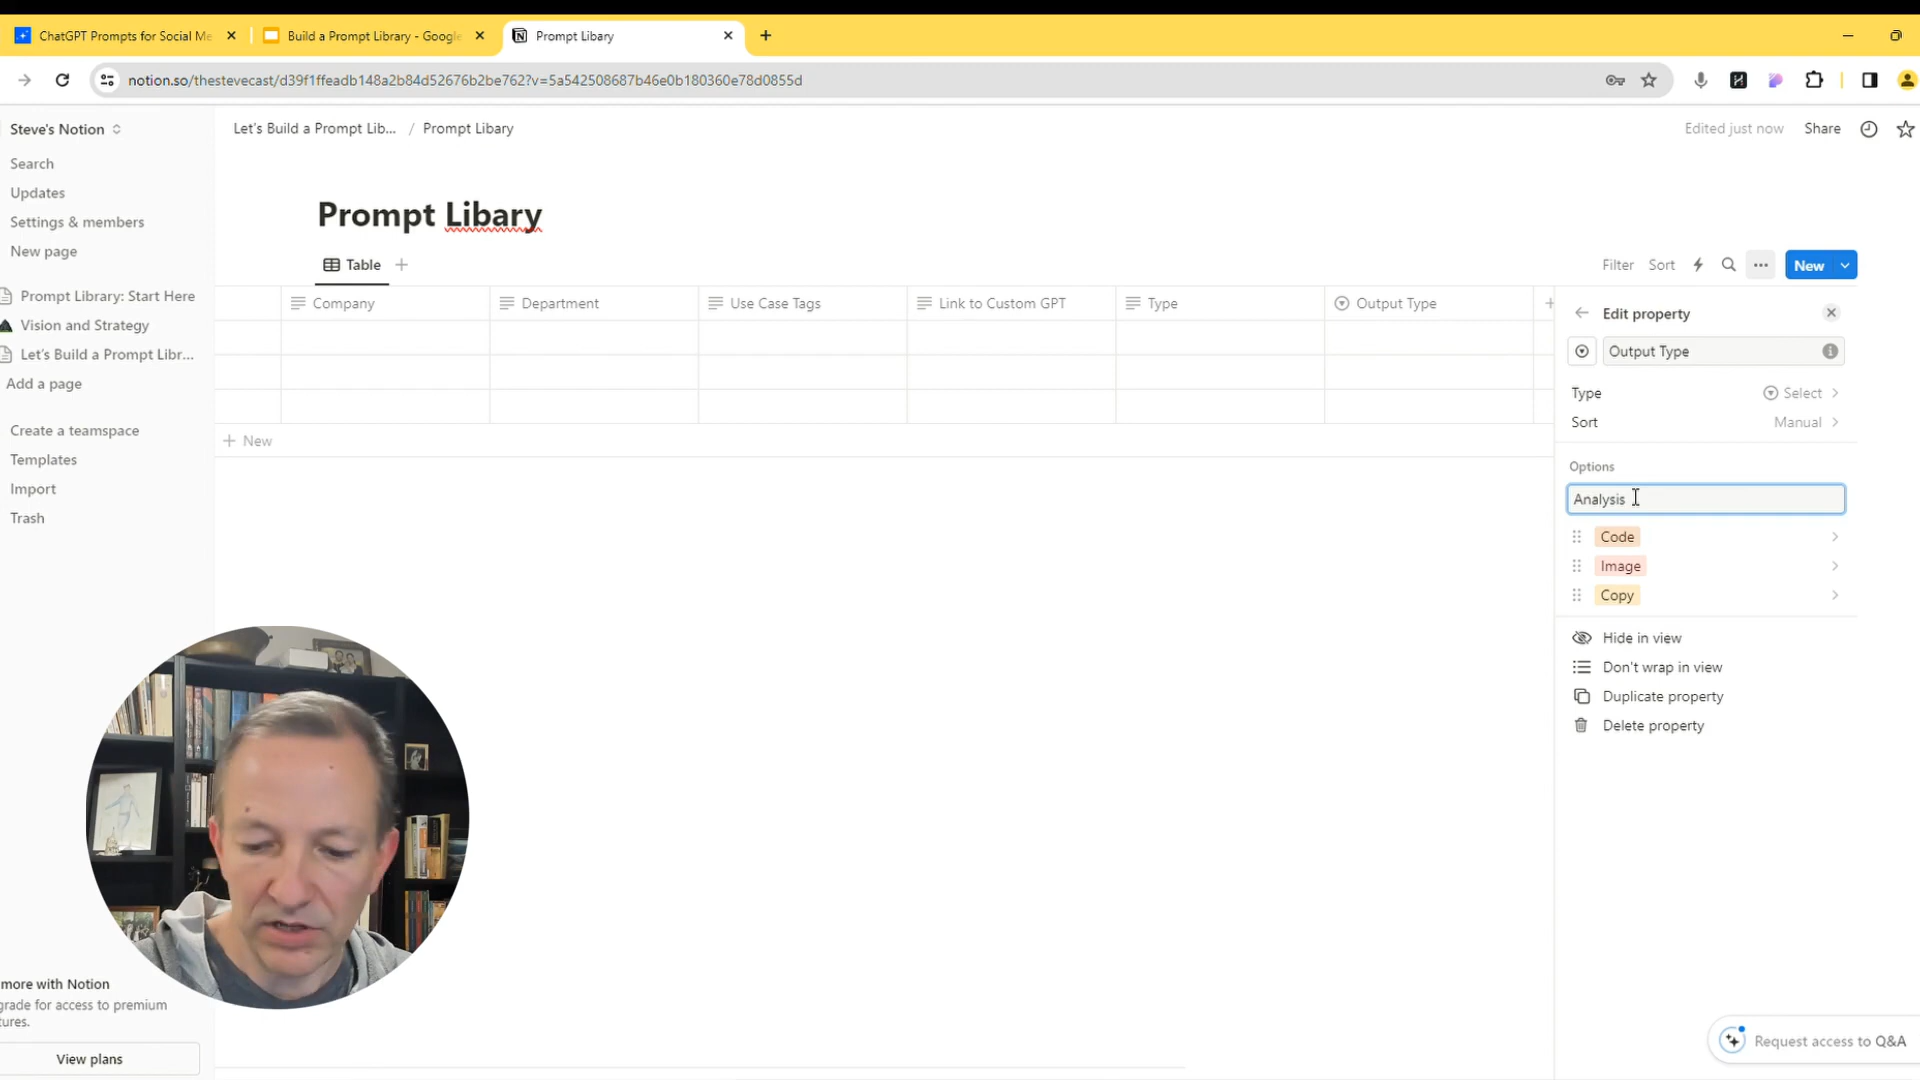 ChatGPT Prompts for Social Me
Build a Prompt Library - Google
Prompt Libary
notion.so/thestevecast/d39f1ffeadb148a2b84d52676b2be762?v=5a542508687b46e0b180360e78d0855d
Steve's Notion
Search
Updates
Settings & members
New page
Prompt Library: Start Here
Vision and Strategy
Let's Build a Prompt Libr...
Add a page
Create a teamspace
Templates
Import
Trash
more with Notion
grade for access to premium
tures.
View plans
Let's Build a Prompt Lib... / Prompt Libary
Edited just now
Share
Prompt Libary
Table
Filter
Sort
New
Company
Department
Use Case Tags
Link to Custom GPT
Type
Output Type
New
Edit property
Output Type
Type
Select
Sort
Manual
Options
Analysis
Code
Image
Copy
Hide in view
Don't wrap in view
Duplicate property
Delete property
Request access to Q&A